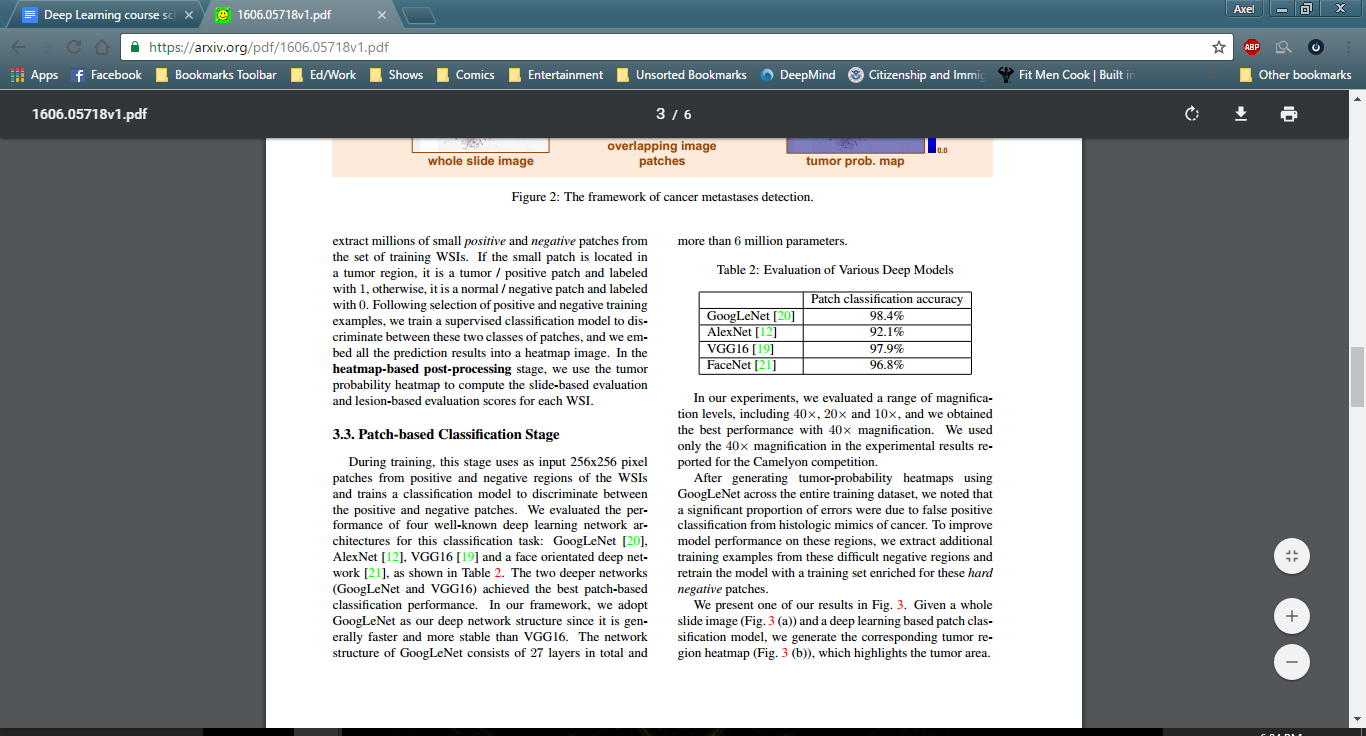 Deep Learning course sc
1606.05718v1.pdf
Axel
https://arxiv.org/pdf/1606.05718v1.pdf
ABP
Apps
Facebook
Bookmarks Toolbar
Ed/Work
Shows
Comics
Entertainment
Unsorted Bookmarks
DeepMind
Citizenship and Immig
Fit Men Cook | Built in
Other bookmarks
1606.05718v1.pdf
3 / 6
whole slide image
overlapping image
patches
tumor prob. map
0.0
Figure 2: The framework of cancer metastases detection.
extract millions of small positive and negative patches from
the set of training WSIs. If the small patch is located in
a tumor region, it is a tumor / positive patch and labeled
with 1, otherwise, it is a normal / negative patch and labeled
with 0. Following selection of positive and negative training
examples, we train a supervised classification model to dis-
criminate between these two classes of patches, and we em-
bed all the prediction results into a heatmap image. In the
heatmap-based post-processing stage, we use the tumor
probability heatmap to compute the slide-based evaluation
and lesion-based evaluation scores for each WSI.
3.3. Patch-based Classification Stage
During training, this stage uses as input 256x256 pixel
patches from positive and negative regions of the WSIs
and trains a classification model to discriminate between
the positive and negative patches. We evaluated the per-
formance of four well-known deep learning network ar-
chitectures for this classification task: GoogLeNet [20],
AlexNet [12], VGG16 [19] and a face orientated deep net-
work [21], as shown in Table 2. The two deeper networks
(GoogLeNet and VGG16) achieved the best patch-based
classification performance. In our framework, we adopt
GoogLeNet as our deep network structure since it is gen-
erally faster and more stable than VGG16. The network
structure of GoogLeNet consists of 27 layers in total and
more than 6 million parameters.
Table 2: Evaluation of Various Deep Models
Patch classification accuracy
GoogLeNet [20] 98.4%
AlexNet [12] 92.1%
VGG16 [19] 97.9%
FaceNet [21] 96.8%
In our experiments, we evaluated a range of magnifica-
tion levels, including 40×, 20× and 10×, and we obtained
the best performance with 40× magnification. We used
only the 40× magnification in the experimental results re-
ported for the Camelyon competition.
After generating tumor-probability heatmaps using
GoogLeNet across the entire training dataset, we noted that
a significant proportion of errors were due to false positive
classification from histologic mimics of cancer. To improve
model performance on these regions, we extract additional
training examples from these difficult negative regions and
retrain the model with a training set enriched for these hard
negative patches.
We present one of our results in Fig. 3. Given a whole
slide image (Fig. 3 (a)) and a deep learning based patch clas-
sification model, we generate the corresponding tumor re-
gion heatmap (Fig. 3 (b)), which highlights the tumor area.